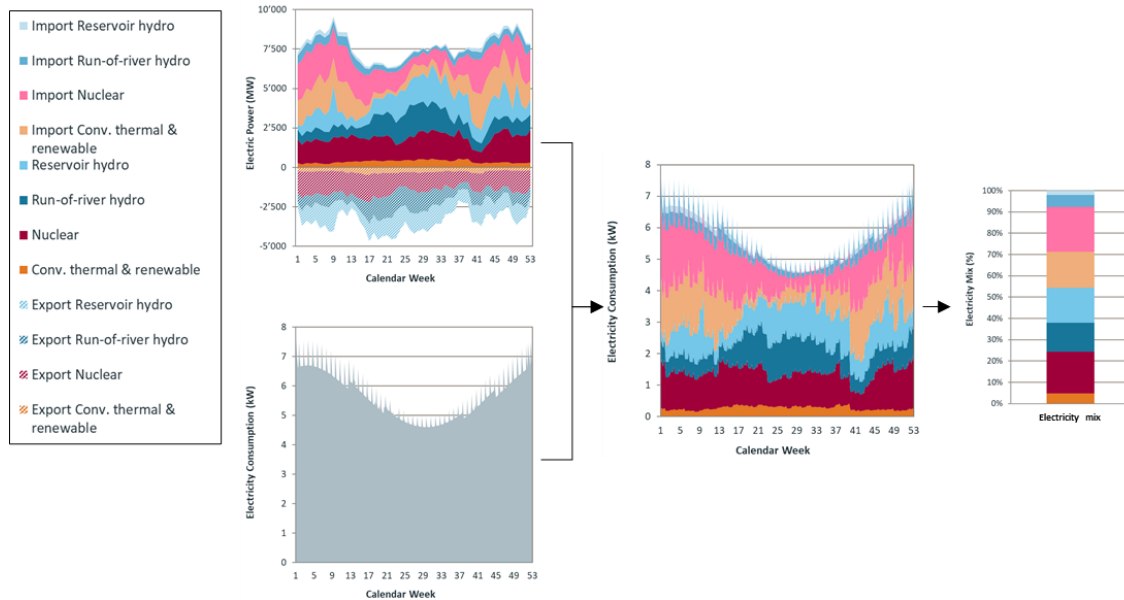 Import Reservoir hydro
Import Run-of-river hydro
Import Nuclear
Import Conv. thermal &
renewable
Reservoir hydro
Run-of-river hydro
Nuclear
Conv. thermal & renewable
Export Reservoir hydro
Export Run-of-river hydro
Export Nuclear
Export Conv. thermal &
renewable
Electric Power (MW)
10’000
7’500
5’000
2’500
0
-2’500
-5’000
1 5 9 13 17 21 25 29 33 37 41 45 49 53
Calendar Week
Electricity Consumption (kW)
8
7
6
5
4
3
2
1
0
1 5 9 13 17 21 25 29 33 37 41 45 49 53
Calendar Week
Electricity Consumption (kW)
8
7
6
5
4
3
2
1
0
1 5 9 13 17 21 25 29 33 37 41 45 49 53
Calendar Week
Electricity Mix (%)
100%
90%
80%
70%
60%
50%
40%
30%
20%
10%
0%
Electricity mix